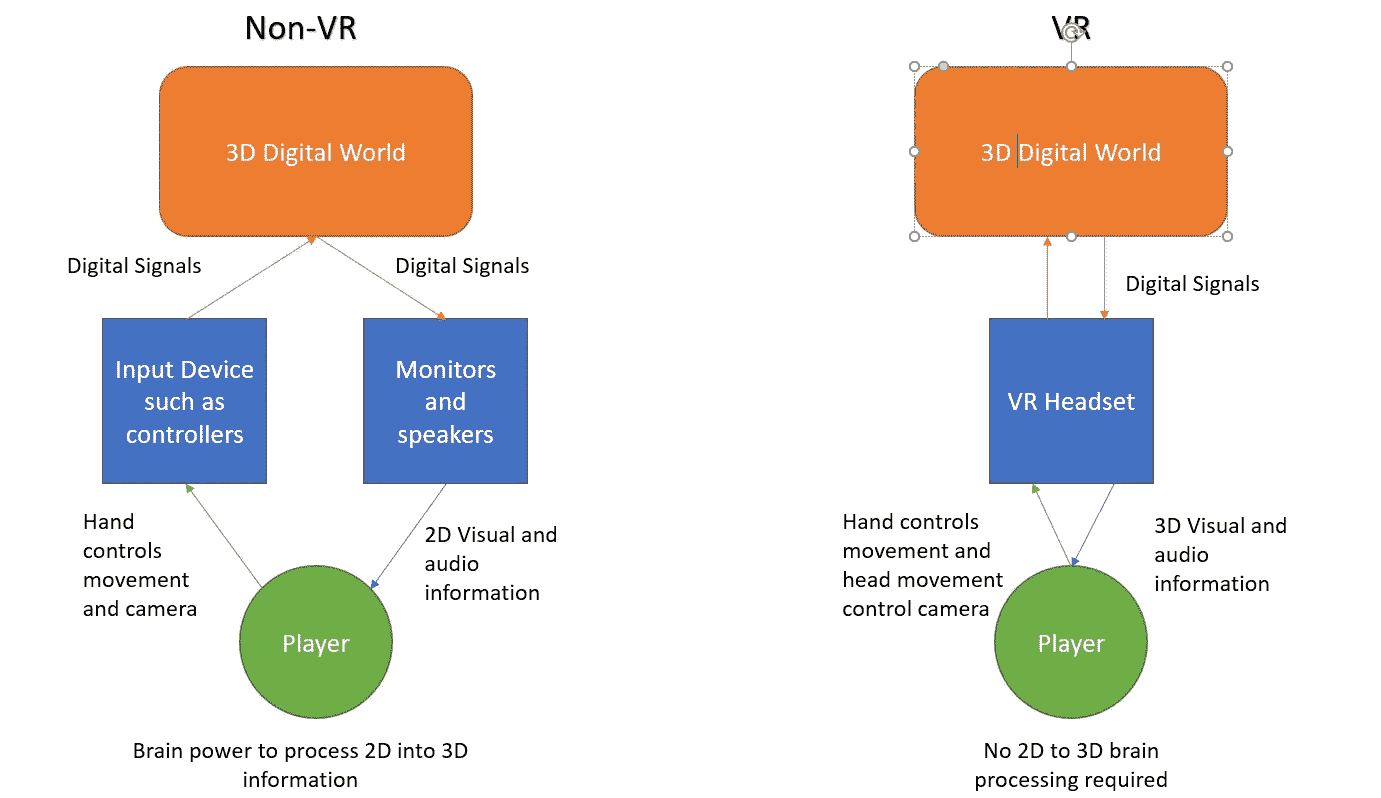 Non-VR
3D Digital World
Digital Signals
Digital Signals
Input Device
such as
controllers
Monitors
and
speakers
Hand
controls
movement
and camera
2D Visual and
audio
information
Player
Brain power to process 2D into 3D
information
VR
3D Digital World
Digital Signals
VR Headset
Hand controls
movement and
head movement
control camera
3D Visual and
audio
information
Player
No 2D to 3D brain
processing required